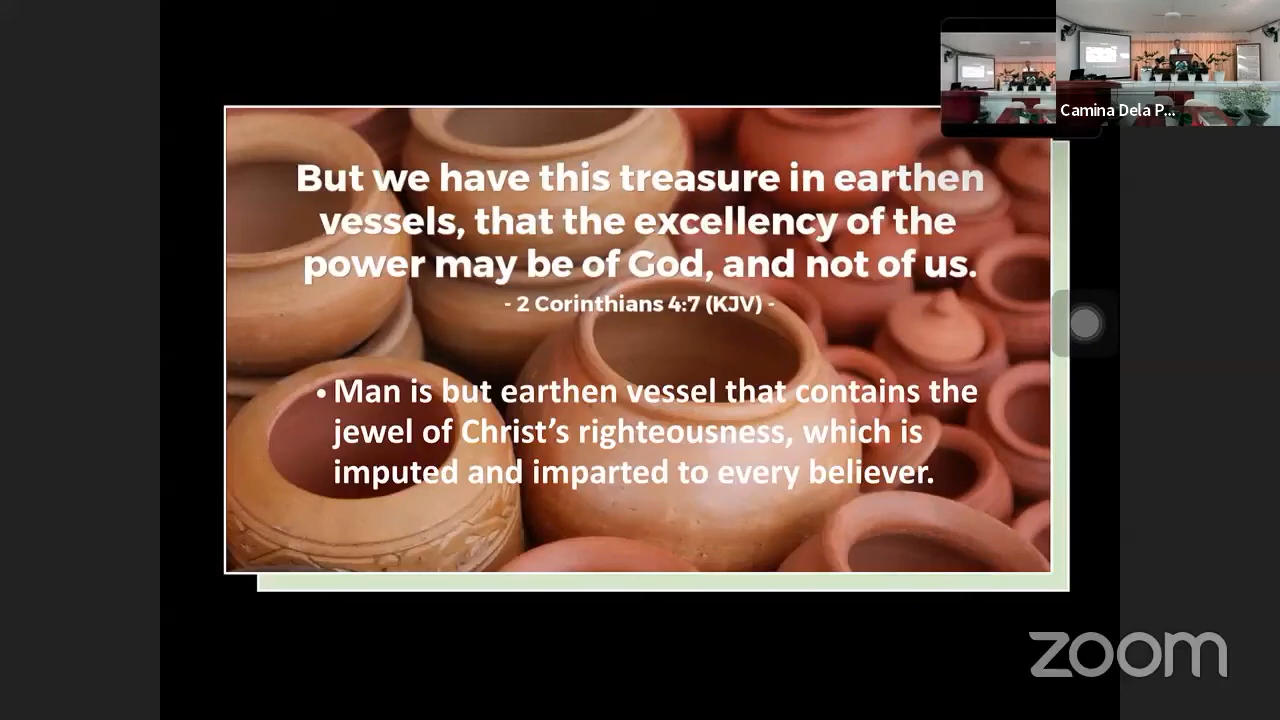 Camina Dela P...
But we have this treasure in earthen
vessels, that the excellency of the
power may be of God, and not of us.
- 2 Corinthians 4:7 (KJV) -
• Man is but earthen vessel that contains the
jewel of Christ’s righteousness, which is
imputed and imparted to every believer.
zoom